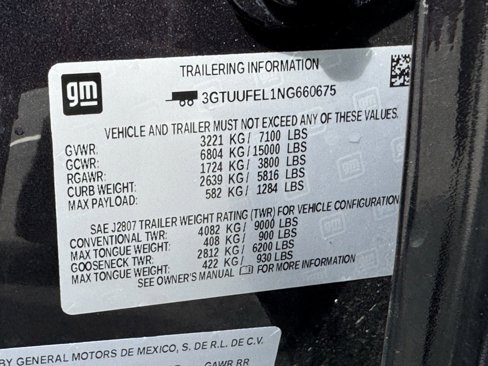 gm
TRAILERING INFORMATION
3GTUUFEL1NG660675
VEHICLE AND TRAILER MUST NOT EXCEED ANY OF THESE VALUES
GVWR: 3221 KG/ 7100 LBS
GCWR: 6804 KG/ 15000 LBS
RGAWR: 1724 KG/ 3800 LBS
CURB WEIGHT: 2639 KG/ 5816 LBS
MAX PAYLOAD: 582 KG/ 1284 LBS
SAE J2807 TRAILER WEIGHT RATING (TWR) FOR VEHICLE CONFIGURATION
CONVENTIONAL TWR: 4082 KG/ 9000 LBS
MAX TONGUE WEIGHT: 408 KG/ 900 LBS
GOOSENECK TWR: 2812 KG/ 6200 LBS
MAX TONGUE WEIGHT: 422 KG/ 930 LBS
SEE OWNER'S MANUAL FOR MORE INFORMATION
BY GENERAL MOTORS DE MEXICO, S. DE R.L. DE C.V.
GAWR RR